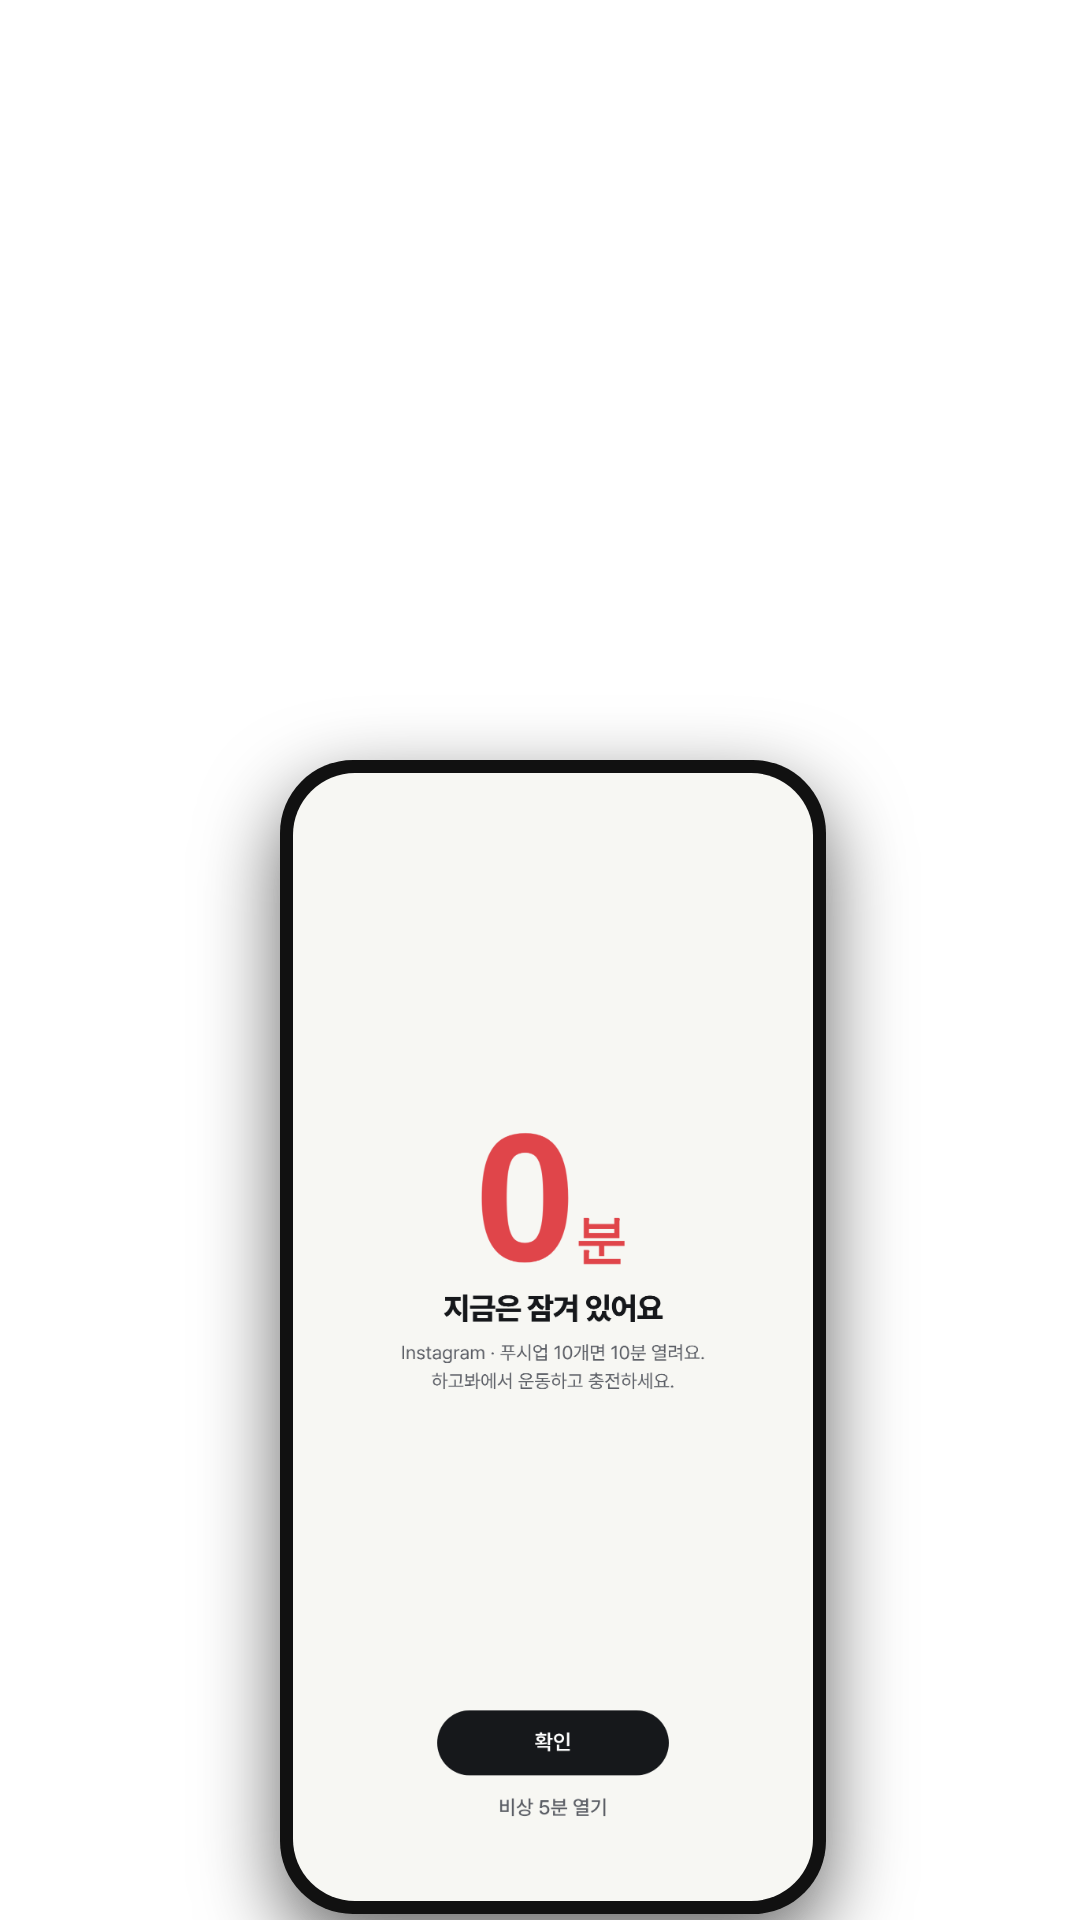 0분
지금은 잠겨 있어요
Instagram · 푸시업 10개면 10분 열려요.
하고봐에서 운동하고 충전하세요.
확인
비상 5분 열기